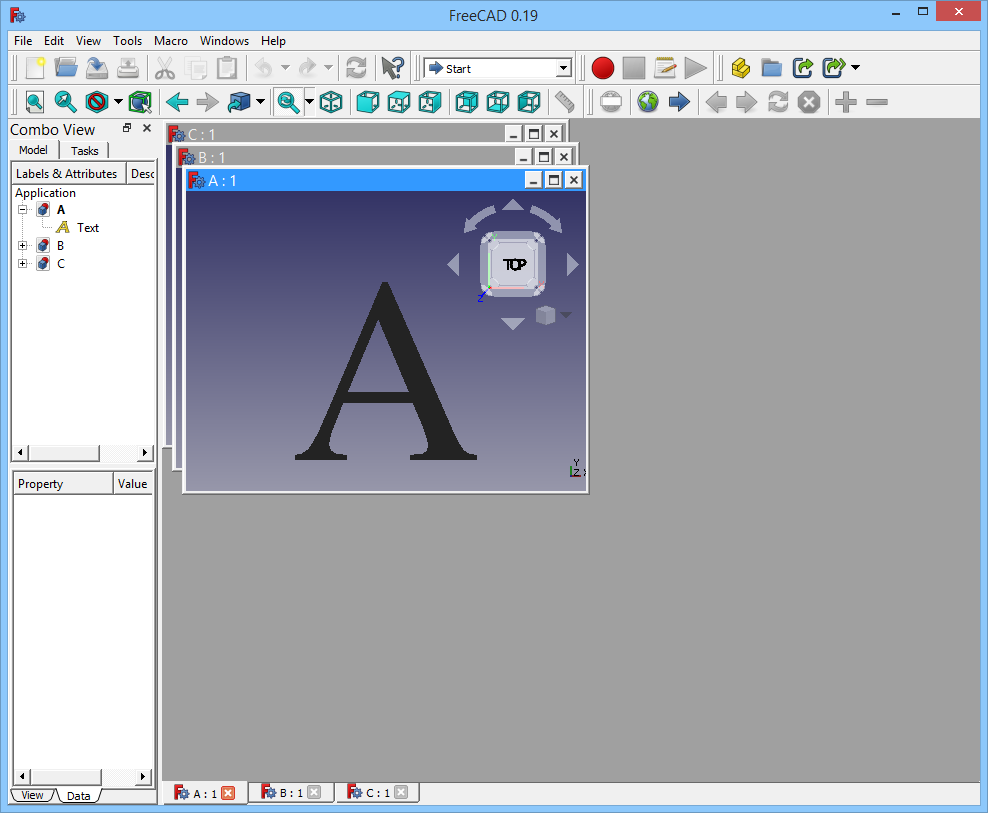 FreeCAD 0.19
File Edit View Tools Macro Windows Help
Start
Combo View
Model Tasks
Labels & Attributes Desc
Application
A
Text
B
C
Property Value
View Data
C : 1
B : 1
A : 1
TOP
Z
A
Y
Z
A : 1 B : 1 C : 1